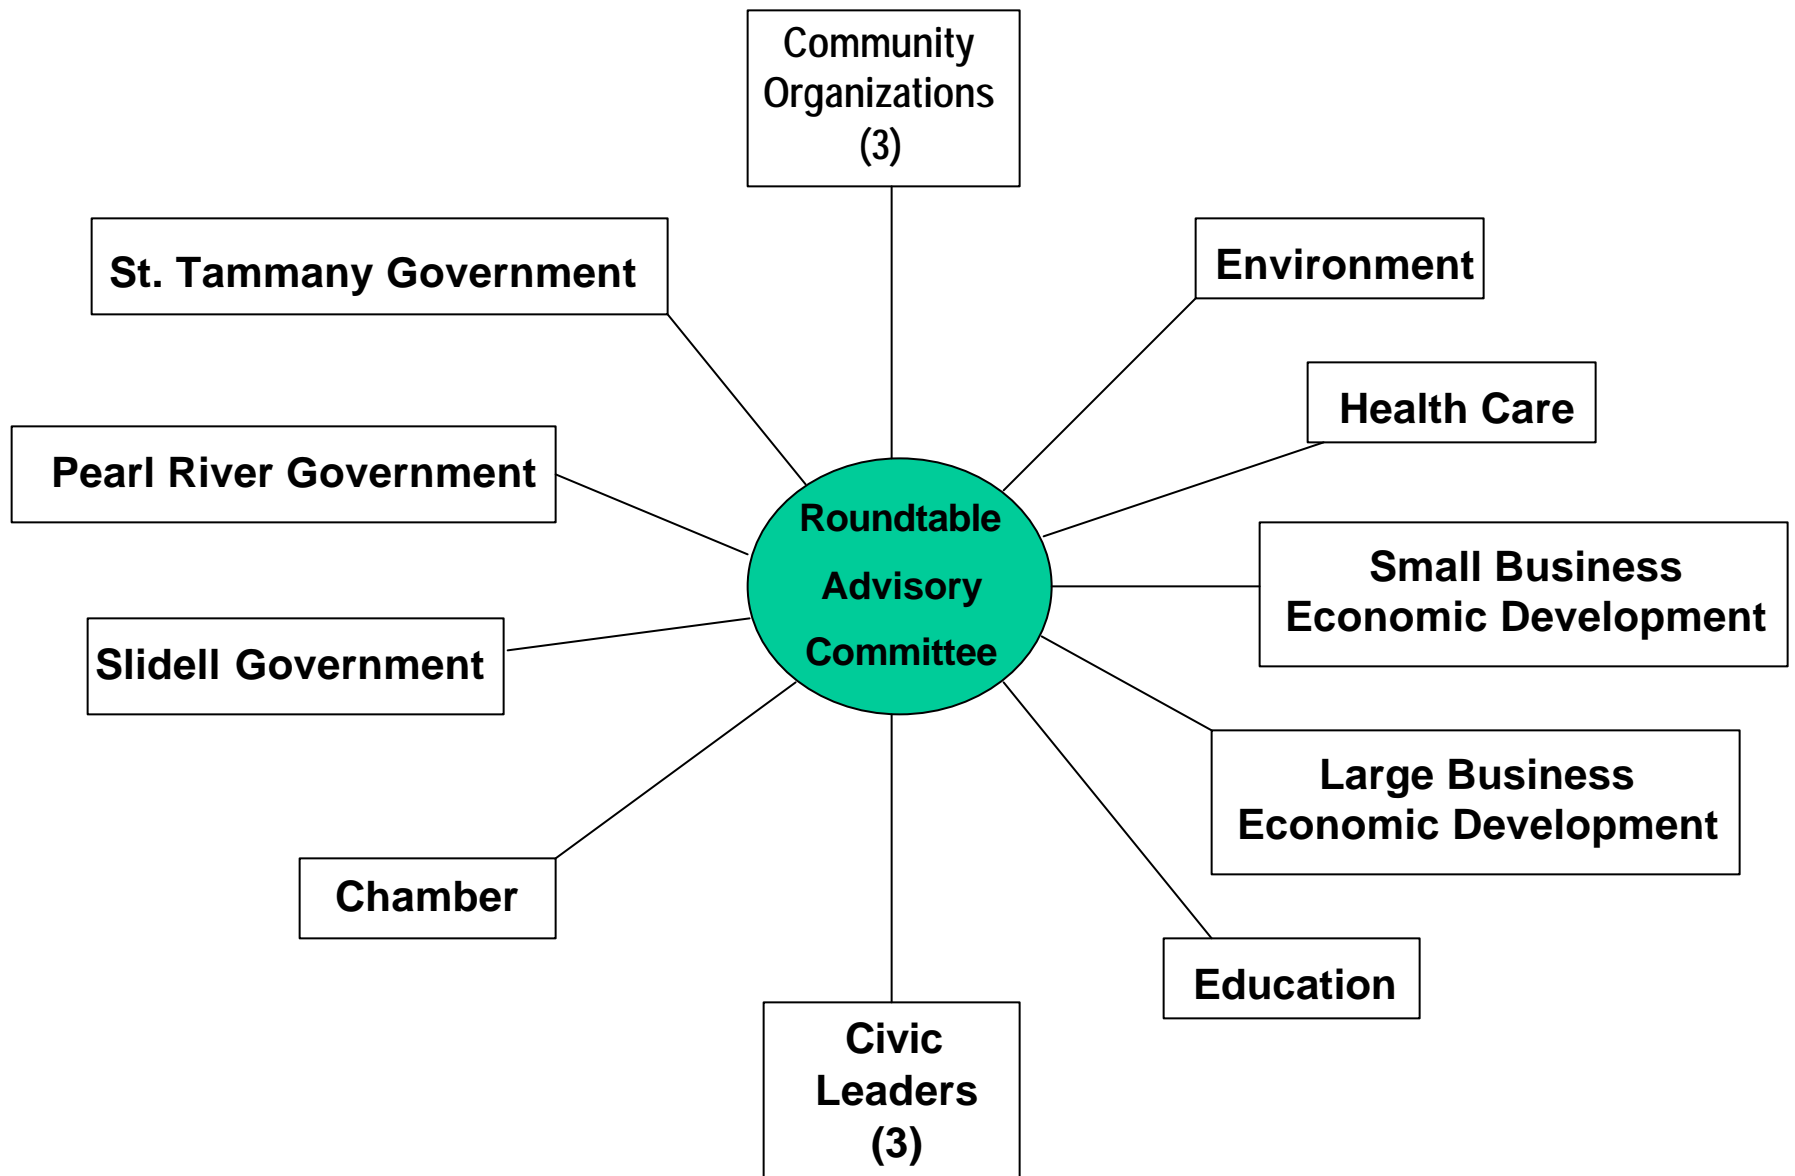 Community
Organizations
(3)
St. Tammany Government
Environment
Health Care
Pearl River Government
Roundtable
Advisory
Committee
Small Business
Economic Development
Slidell Government
Large Business
Economic Development
Chamber
Education
Civic
Leaders
(3)